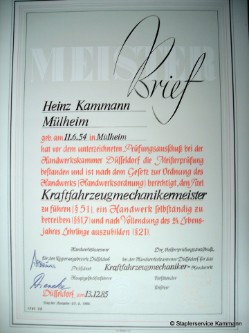 MEISTER
Brief
Heinz Kammann
Mülheim
geb. am 11.6.54 in Mülheim
hat vor dem unterzeichneten Prüfungsausschuß bei der
Handwerkskammer Düsseldorf die Meisterprüfung
bestanden und ist nach dem Gesetz zur Ordnung des
Handwerks (Handwerksordnung) berechtigt, den Titel
Kraftfahrzeugmechanikermeister
zu führen (§ 51), ein Handwerk selbständig zu
betreiben (§ 7) und nach Vollendung des 24. Lebens-
jahres Lehrlinge auszubilden (§ 21).
Handwerkskammer
Der Meisterprüfungsausschuß
Kraftfahrzeugmechaniker-
Düsseldorf, den 13.12.85
© Staplerservice Kammann